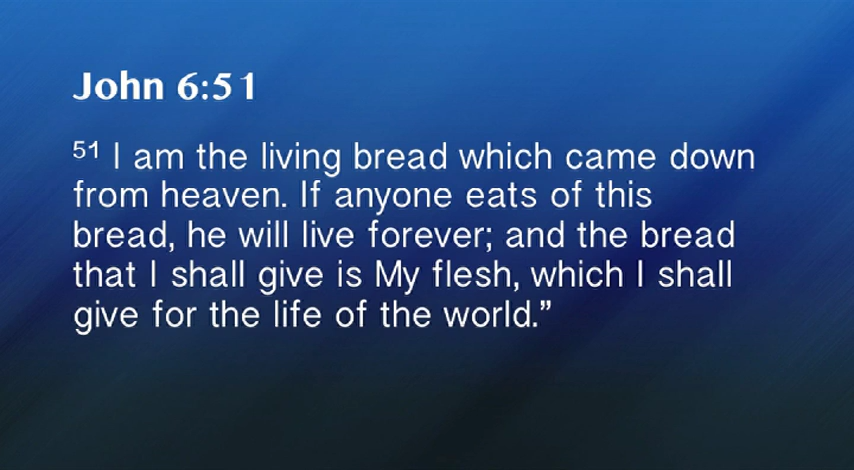 John 6:51
51 I am the living bread which came down
from heaven. If anyone eats of this
bread, he will live forever; and the bread
that I shall give is My flesh, which I shall
give for the life of the world.”